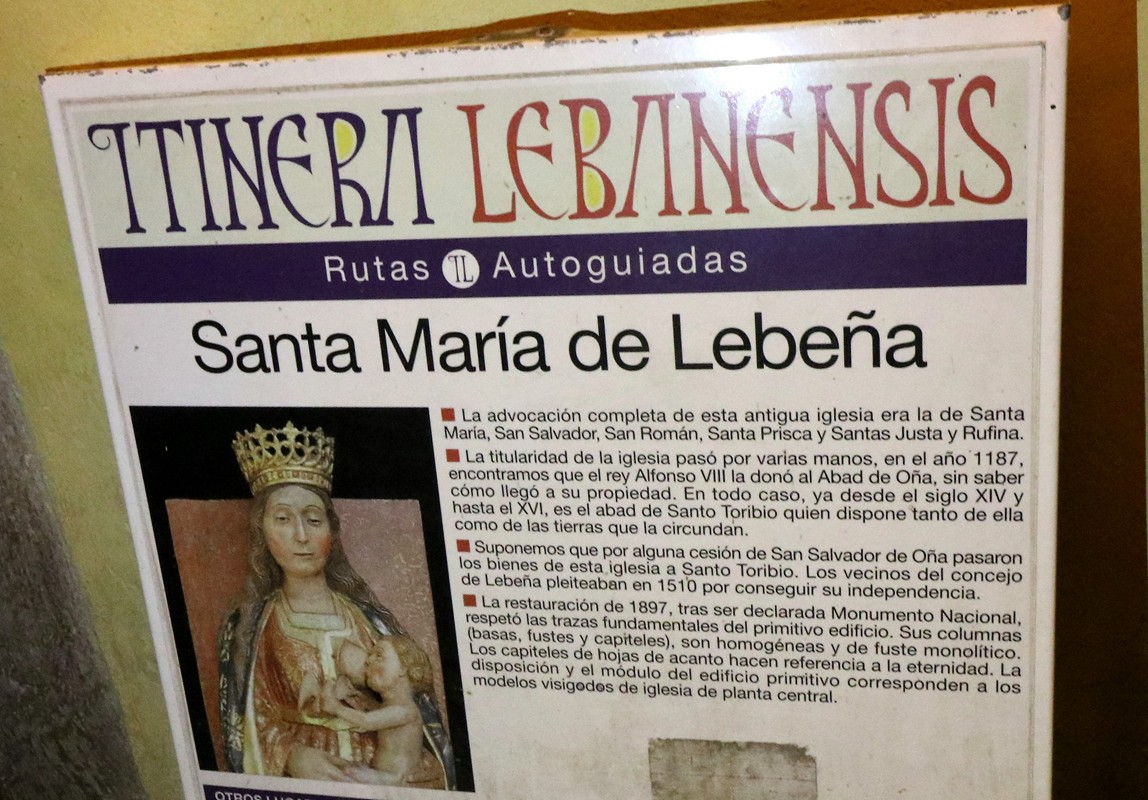 ITINERA LEBANENSIS
Rutas IL Autoguiadas
Santa María de Lebeña
La advocación completa de esta antigua iglesia era la de Santa
María, San Salvador, San Román, Santa Prisca y Santas Justa y Rufina.
La titularidad de la iglesia pasó por varias manos, en el año 1187,
encontramos que el rey Alfonso VIII la donó al Abad de Oña, sin saber
cómo llegó a su propiedad. En todo caso, ya desde el siglo XIV y
hasta el XVI, es el abad de Santo Toribio quien dispone tanto de ella
como de las tierras que la circundan.
Suponemos que por alguna cesión de San Salvador de Oña pasaron
los bienes de esta iglesia a Santo Toribio. Los vecinos del concejo
de Lebeña pleiteaban en 1510 por conseguir su independencia.
La restauración de 1897, tras ser declarada Monumento Nacional,
respetó las trazas fundamentales del primitivo edificio. Sus columnas
(basas, fustes y capiteles), son homogéneas y de fuste monolítico.
Los capiteles de hojas de acanto hacen referencia a la eternidad. La
disposición y el módulo del edificio primitivo corresponden a los
modelos visigodos de iglesia de planta central.
OTROS